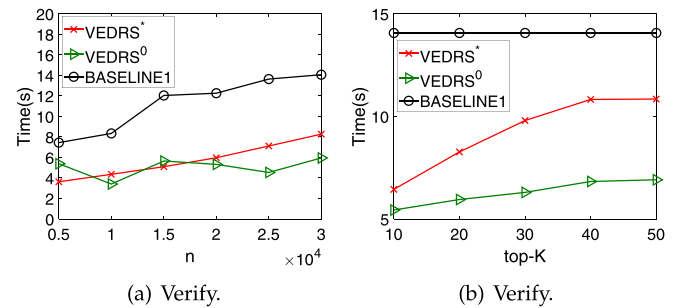 20
18
16
14
12
10
8
6
4
2
0
Time(s)
VEDRS*
VEDRS⁰
BASELINE1
0.5 1 1.5 2 2.5 3
n
×10⁴
(a) Verify.
15
10
5
Time(s)
VEDRS*
VEDRS⁰
BASELINE1
10 20 30 40 50
top-K
(b) Verify.